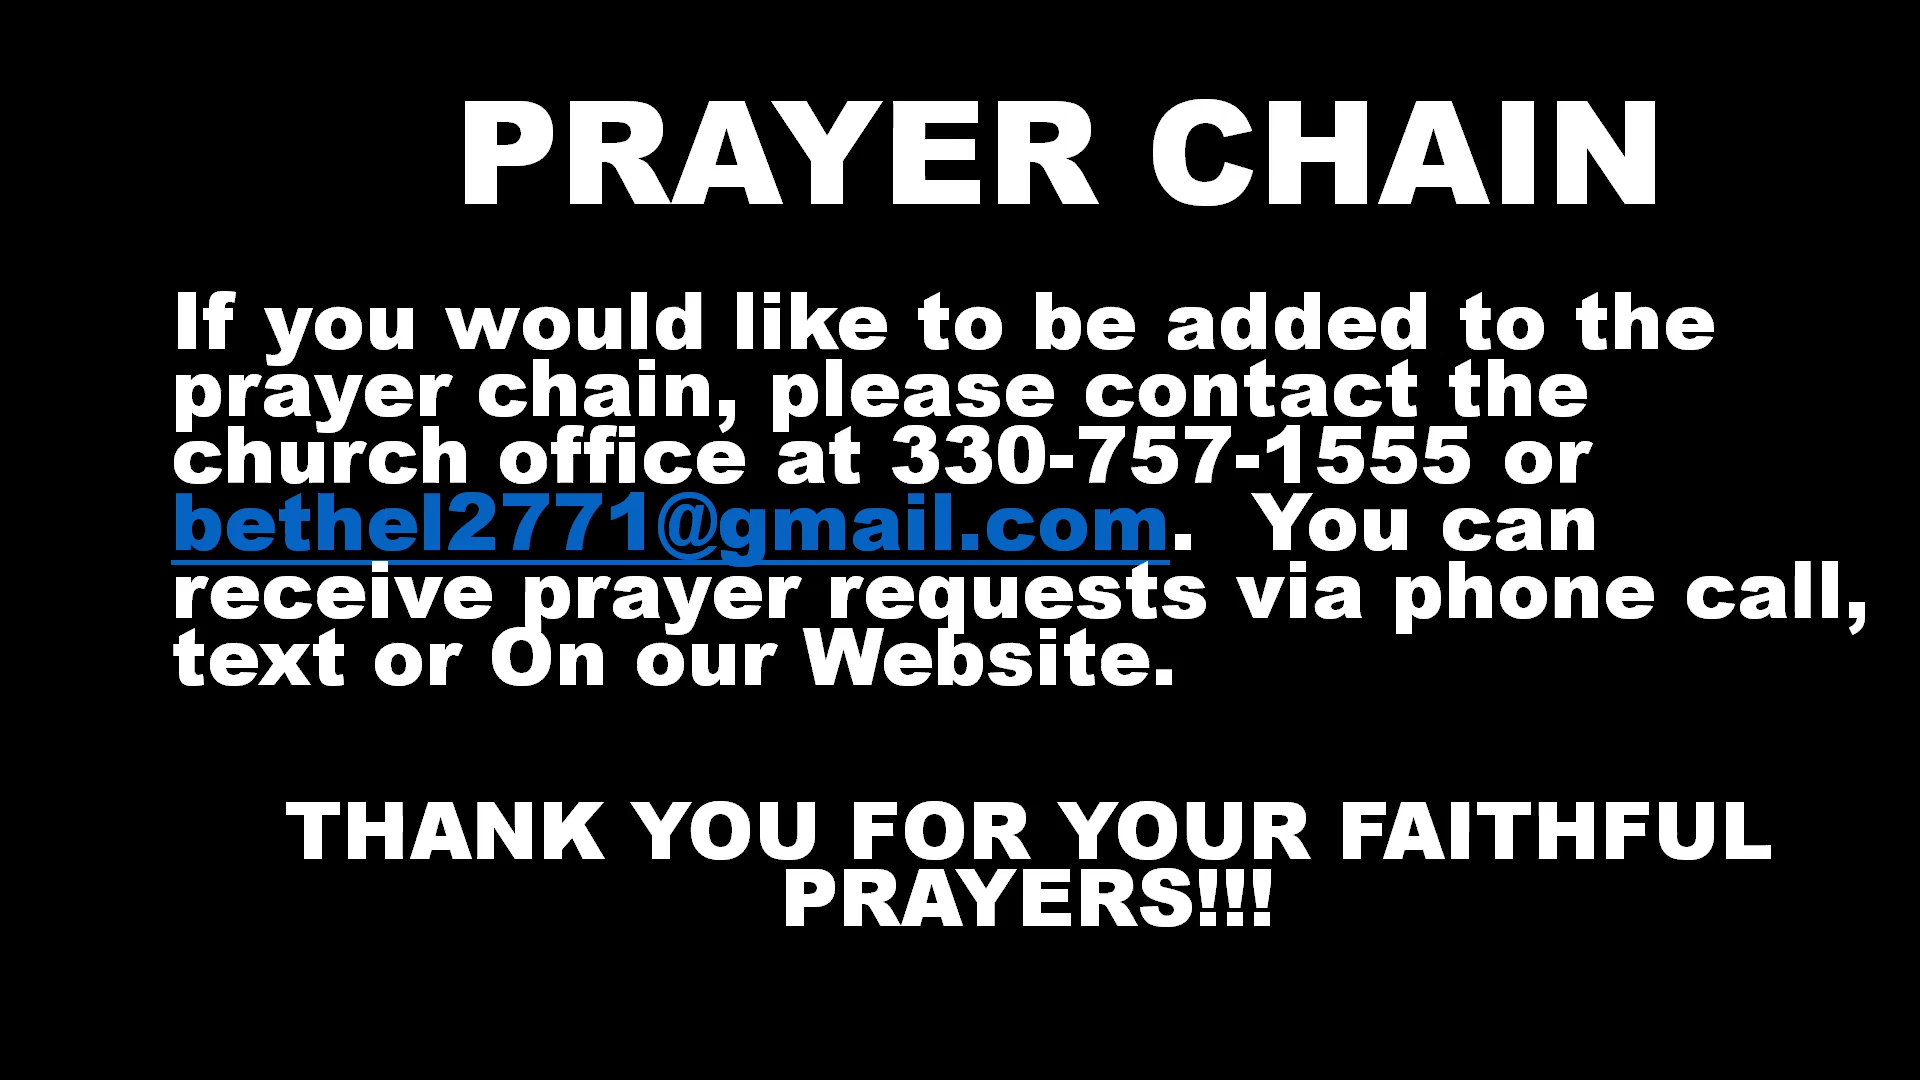 PRAYER CHAIN
If you would like to be added to the
prayer chain, please contact the
church office at 330-757-1555 or
bethel2771@gmail.com.  You can
receive prayer requests via phone call,
text or On our Website.
THANK YOU FOR YOUR FAITHFUL
PRAYERS!!!